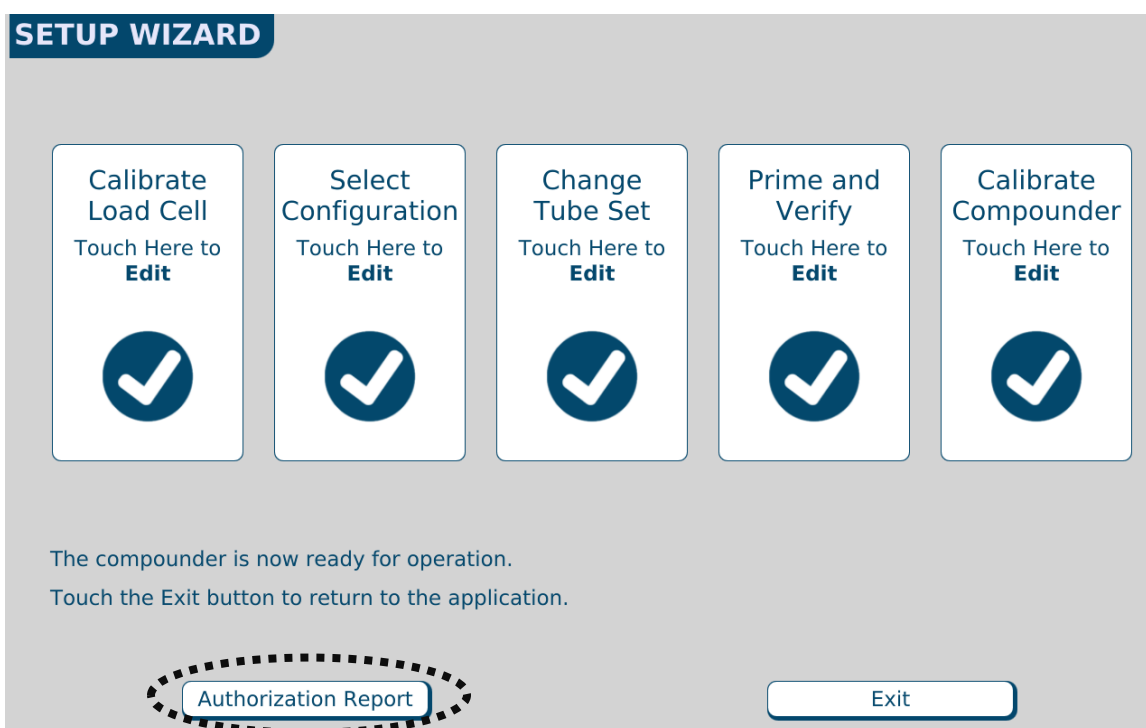 SETUP WIZARD
Calibrate
Load Cell
Touch Here to
Edit
Select
Configuration
Touch Here to
Edit
Change
Tube Set
Touch Here to
Edit
Prime and
Verify
Touch Here to
Edit
Calibrate
Compounder
Touch Here to
Edit
The compounder is now ready for operation.
Touch the Exit button to return to the application.
Authorization Report
Exit